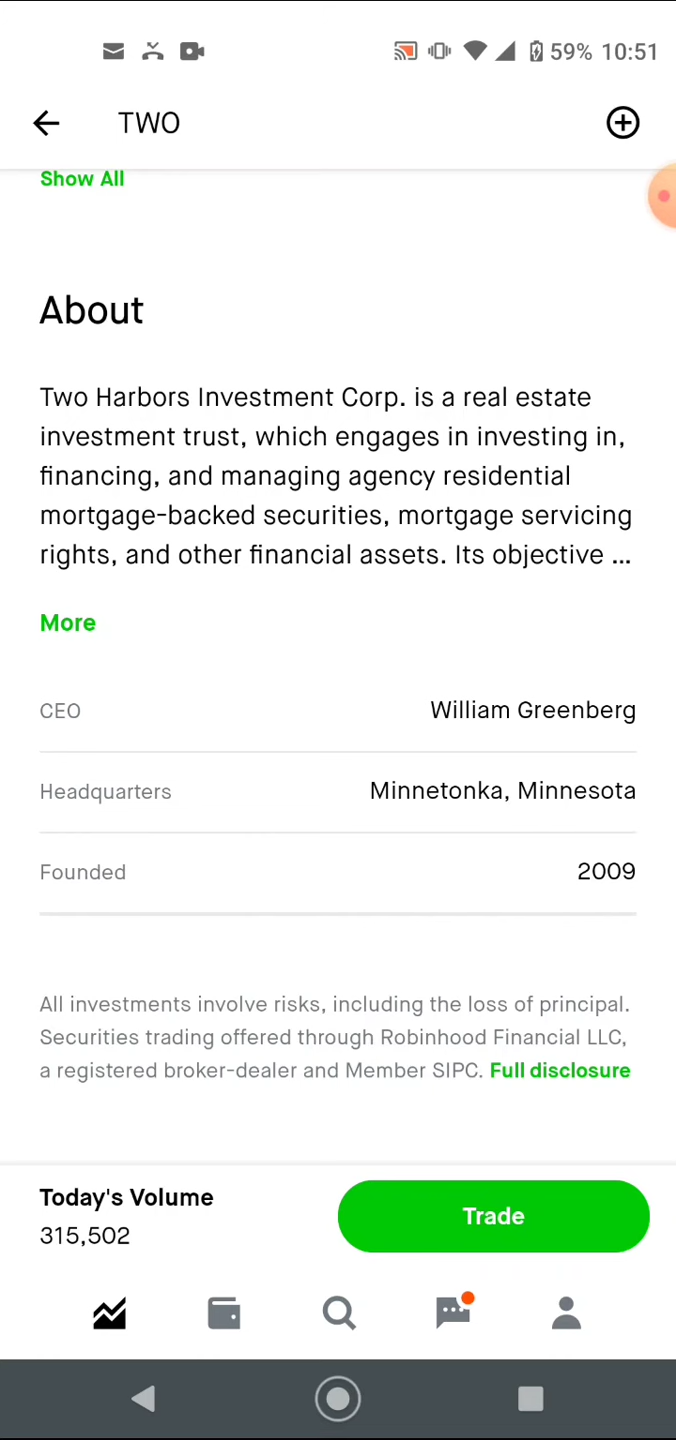 59% 10:51
TWO
Show All
About
Two Harbors Investment Corp. is a real estate
investment trust, which engages in investing in,
financing, and managing agency residential
mortgage-backed securities, mortgage servicing
rights, and other financial assets. Its objective ...
More
CEO William Greenberg
Headquarters Minnetonka, Minnesota
Founded 2009
All investments involve risks, including the loss of principal.
Securities trading offered through Robinhood Financial LLC,
a registered broker-dealer and Member SIPC. Full disclosure
Today's Volume
315,502
Trade